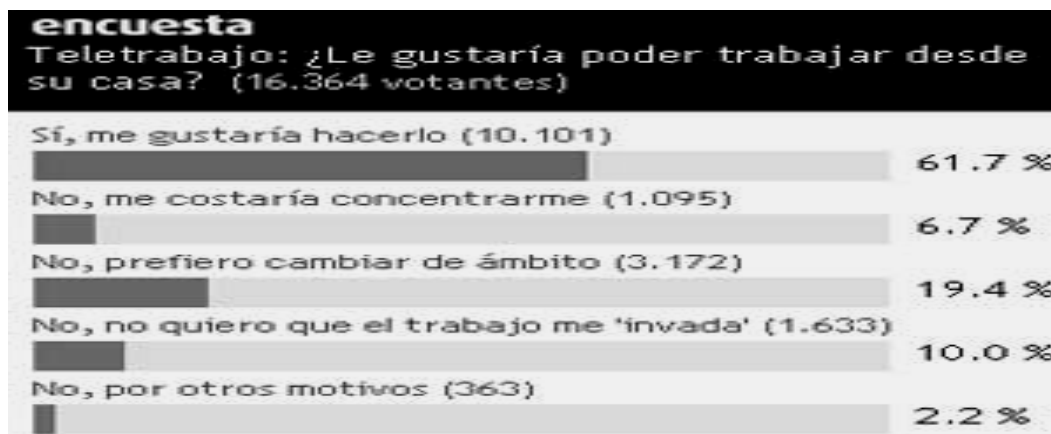 encuesta
Teletrabajo: ¿Le gustaría poder trabajar desde
su casa? (16.364 votantes)
Sí, me gustaría hacerlo (10.101)
61.7 %
No, me costaría concentrarme (1.095)
6.7 %
No, prefiero cambiar de ámbito (3.172)
19.4 %
No, no quiero que el trabajo me 'invada' (1.633)
10.0 %
No, por otros motivos (363)
2.2 %